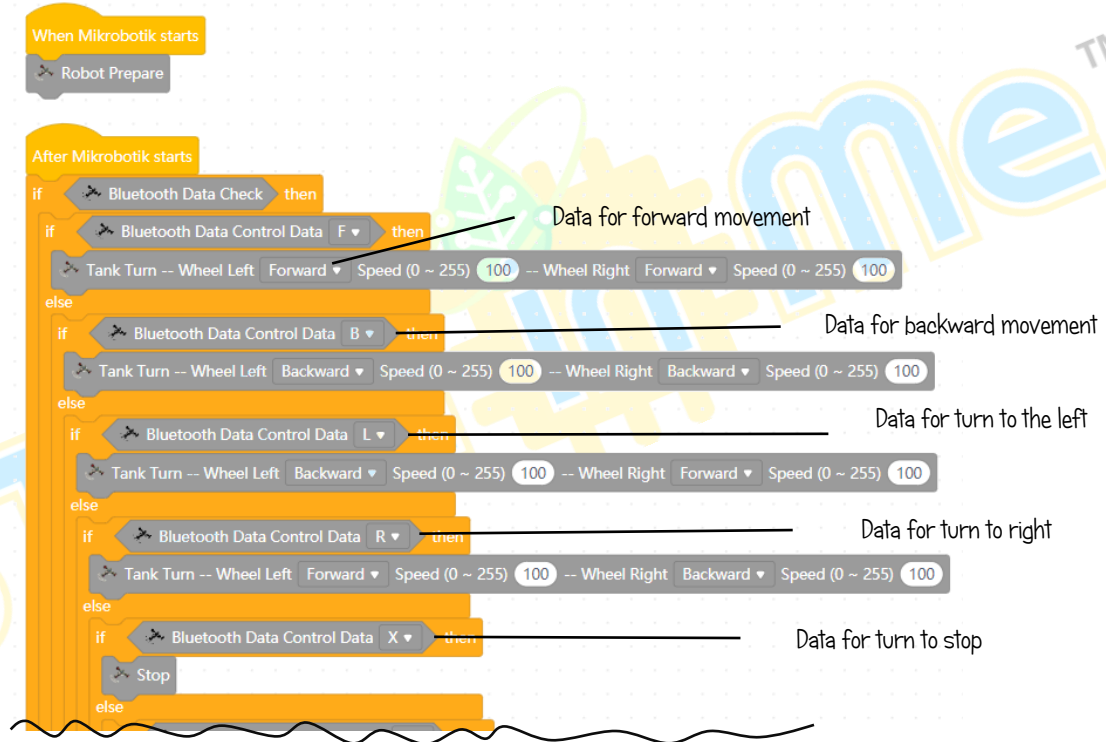 When Mikrobotik starts
Robot Prepare
After Mikrobotik starts
if Bluetooth Data Check then
if Bluetooth Data Control Data F then
Data for forward movement
Tank Turn -- Wheel Left Forward Speed (0 ~ 255) 100 -- Wheel Right Forward Speed (0 ~ 255) 100
else
if Bluetooth Data Control Data B then
Data for backward movement
Tank Turn -- Wheel Left Backward Speed (0 ~ 255) 100 -- Wheel Right Backward Speed (0 ~ 255) 100
else
if Bluetooth Data Control Data L then
Data for turn to the left
Tank Turn -- Wheel Left Backward Speed (0 ~ 255) 100 -- Wheel Right Forward Speed (0 ~ 255) 100
else
if Bluetooth Data Control Data R then
Data for turn to right
Tank Turn -- Wheel Left Forward Speed (0 ~ 255) 100 -- Wheel Right Backward Speed (0 ~ 255) 100
else
if Bluetooth Data Control Data X then
Data for turn to stop
Stop
else
in-me
TM